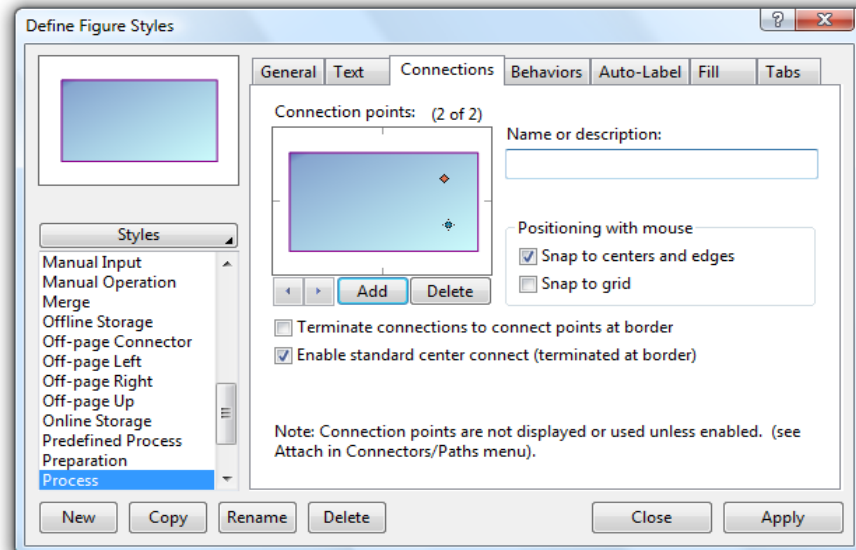 Define Figure Styles
General Text Connections Behaviors Auto-Label Fill Tabs
Connection points: (2 of 2)
Name or description:
Styles
Manual Input
Manual Operation
Merge
Offline Storage
Off-page Connector
Off-page Left
Off-page Right
Off-page Up
Online Storage
Predefined Process
Preparation
Process
Positioning with mouse
Snap to centers and edges
Snap to grid
Add Delete
Terminate connections to connect points at border
Enable standard center connect (terminated at border)
Note: Connection points are not displayed or used unless enabled. (see
Attach in Connectors/Paths menu).
New Copy Rename Delete Close Apply